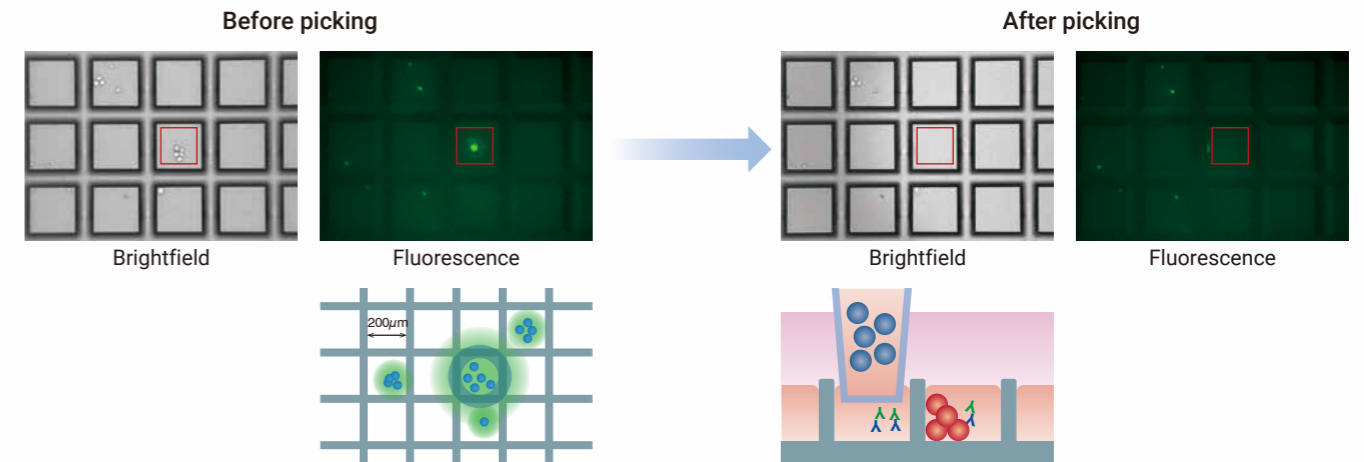 Before picking
After picking
Brightfield
Fluorescence
Brightfield
Fluorescence
200µm